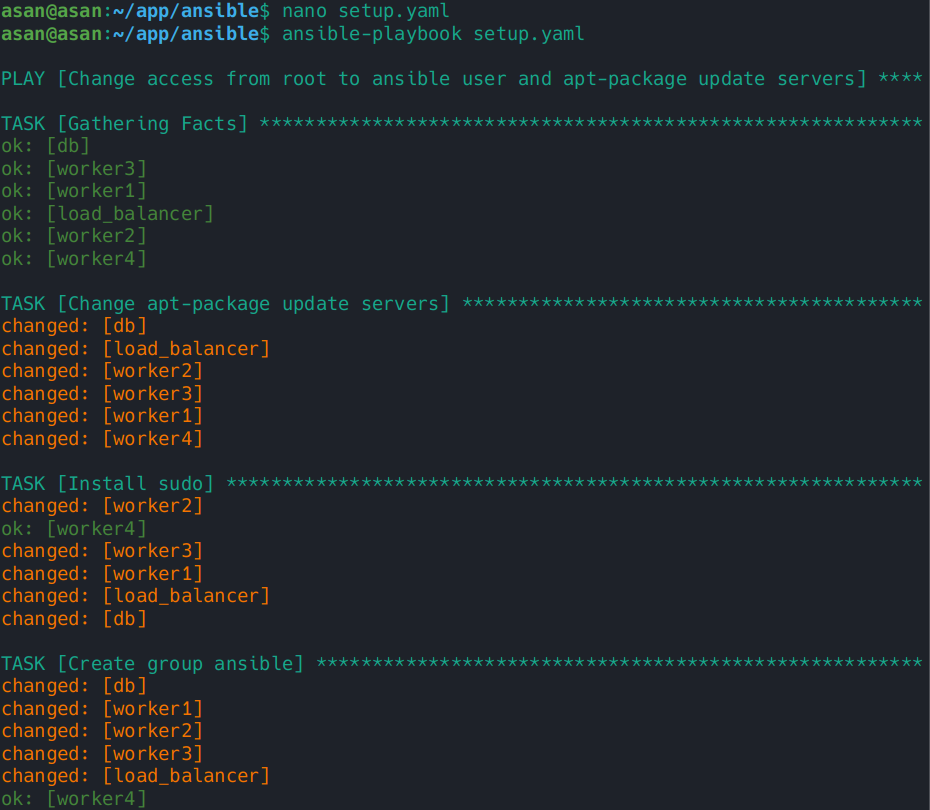 asan@asan:~/app/ansible$ nano setup.yaml
asan@asan:~/app/ansible$ ansible-playbook setup.yaml
PLAY [Change access from root to ansible user and apt-package update servers] ****
TASK [Gathering Facts] ***********************************************************
ok: [db]
ok: [worker3]
ok: [worker1]
ok: [load_balancer]
ok: [worker2]
ok: [worker4]
TASK [Change apt-package update servers] *****************************************
changed: [db]
changed: [load_balancer]
changed: [worker2]
changed: [worker3]
changed: [worker1]
changed: [worker4]
TASK [Install sudo] **************************************************************
changed: [worker2]
ok: [worker4]
changed: [worker3]
changed: [worker1]
changed: [load_balancer]
changed: [db]
TASK [Create group ansible] ******************************************************
changed: [db]
changed: [worker1]
changed: [worker2]
changed: [worker3]
changed: [load_balancer]
ok: [worker4]